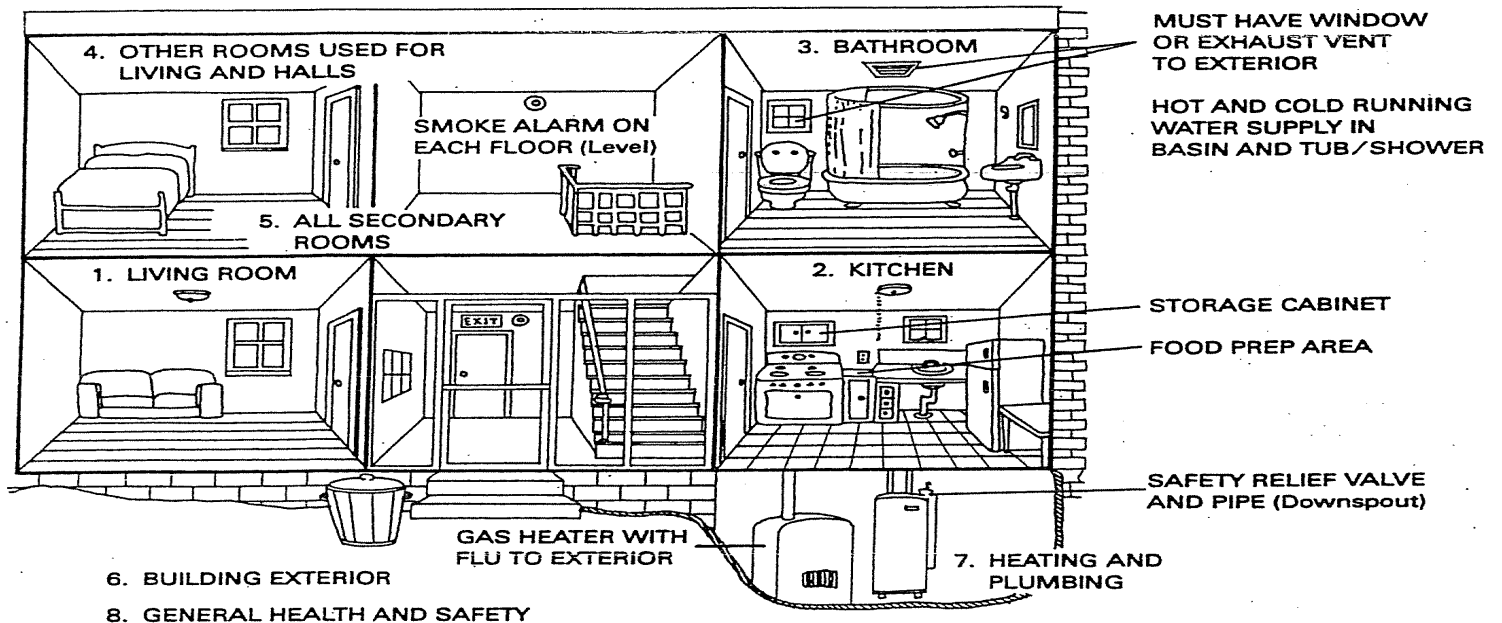 4. OTHER ROOMS USED FOR
LIVING AND HALLS
3. BATHROOM
MUST HAVE WINDOW
OR EXHAUST VENT
TO EXTERIOR
HOT AND COLD RUNNING
WATER SUPPLY IN
BASIN AND TUB/SHOWER
SMOKE ALARM ON
EACH FLOOR (Level)
5. ALL SECONDARY
ROOMS
1. LIVING ROOM
EXIT
2. KITCHEN
STORAGE CABINET
FOOD PREP AREA
SAFETY RELIEF VALVE
AND PIPE (Downspout)
GAS HEATER WITH
FLU TO EXTERIOR
7. HEATING AND
PLUMBING
6. BUILDING EXTERIOR
8. GENERAL HEALTH AND SAFETY